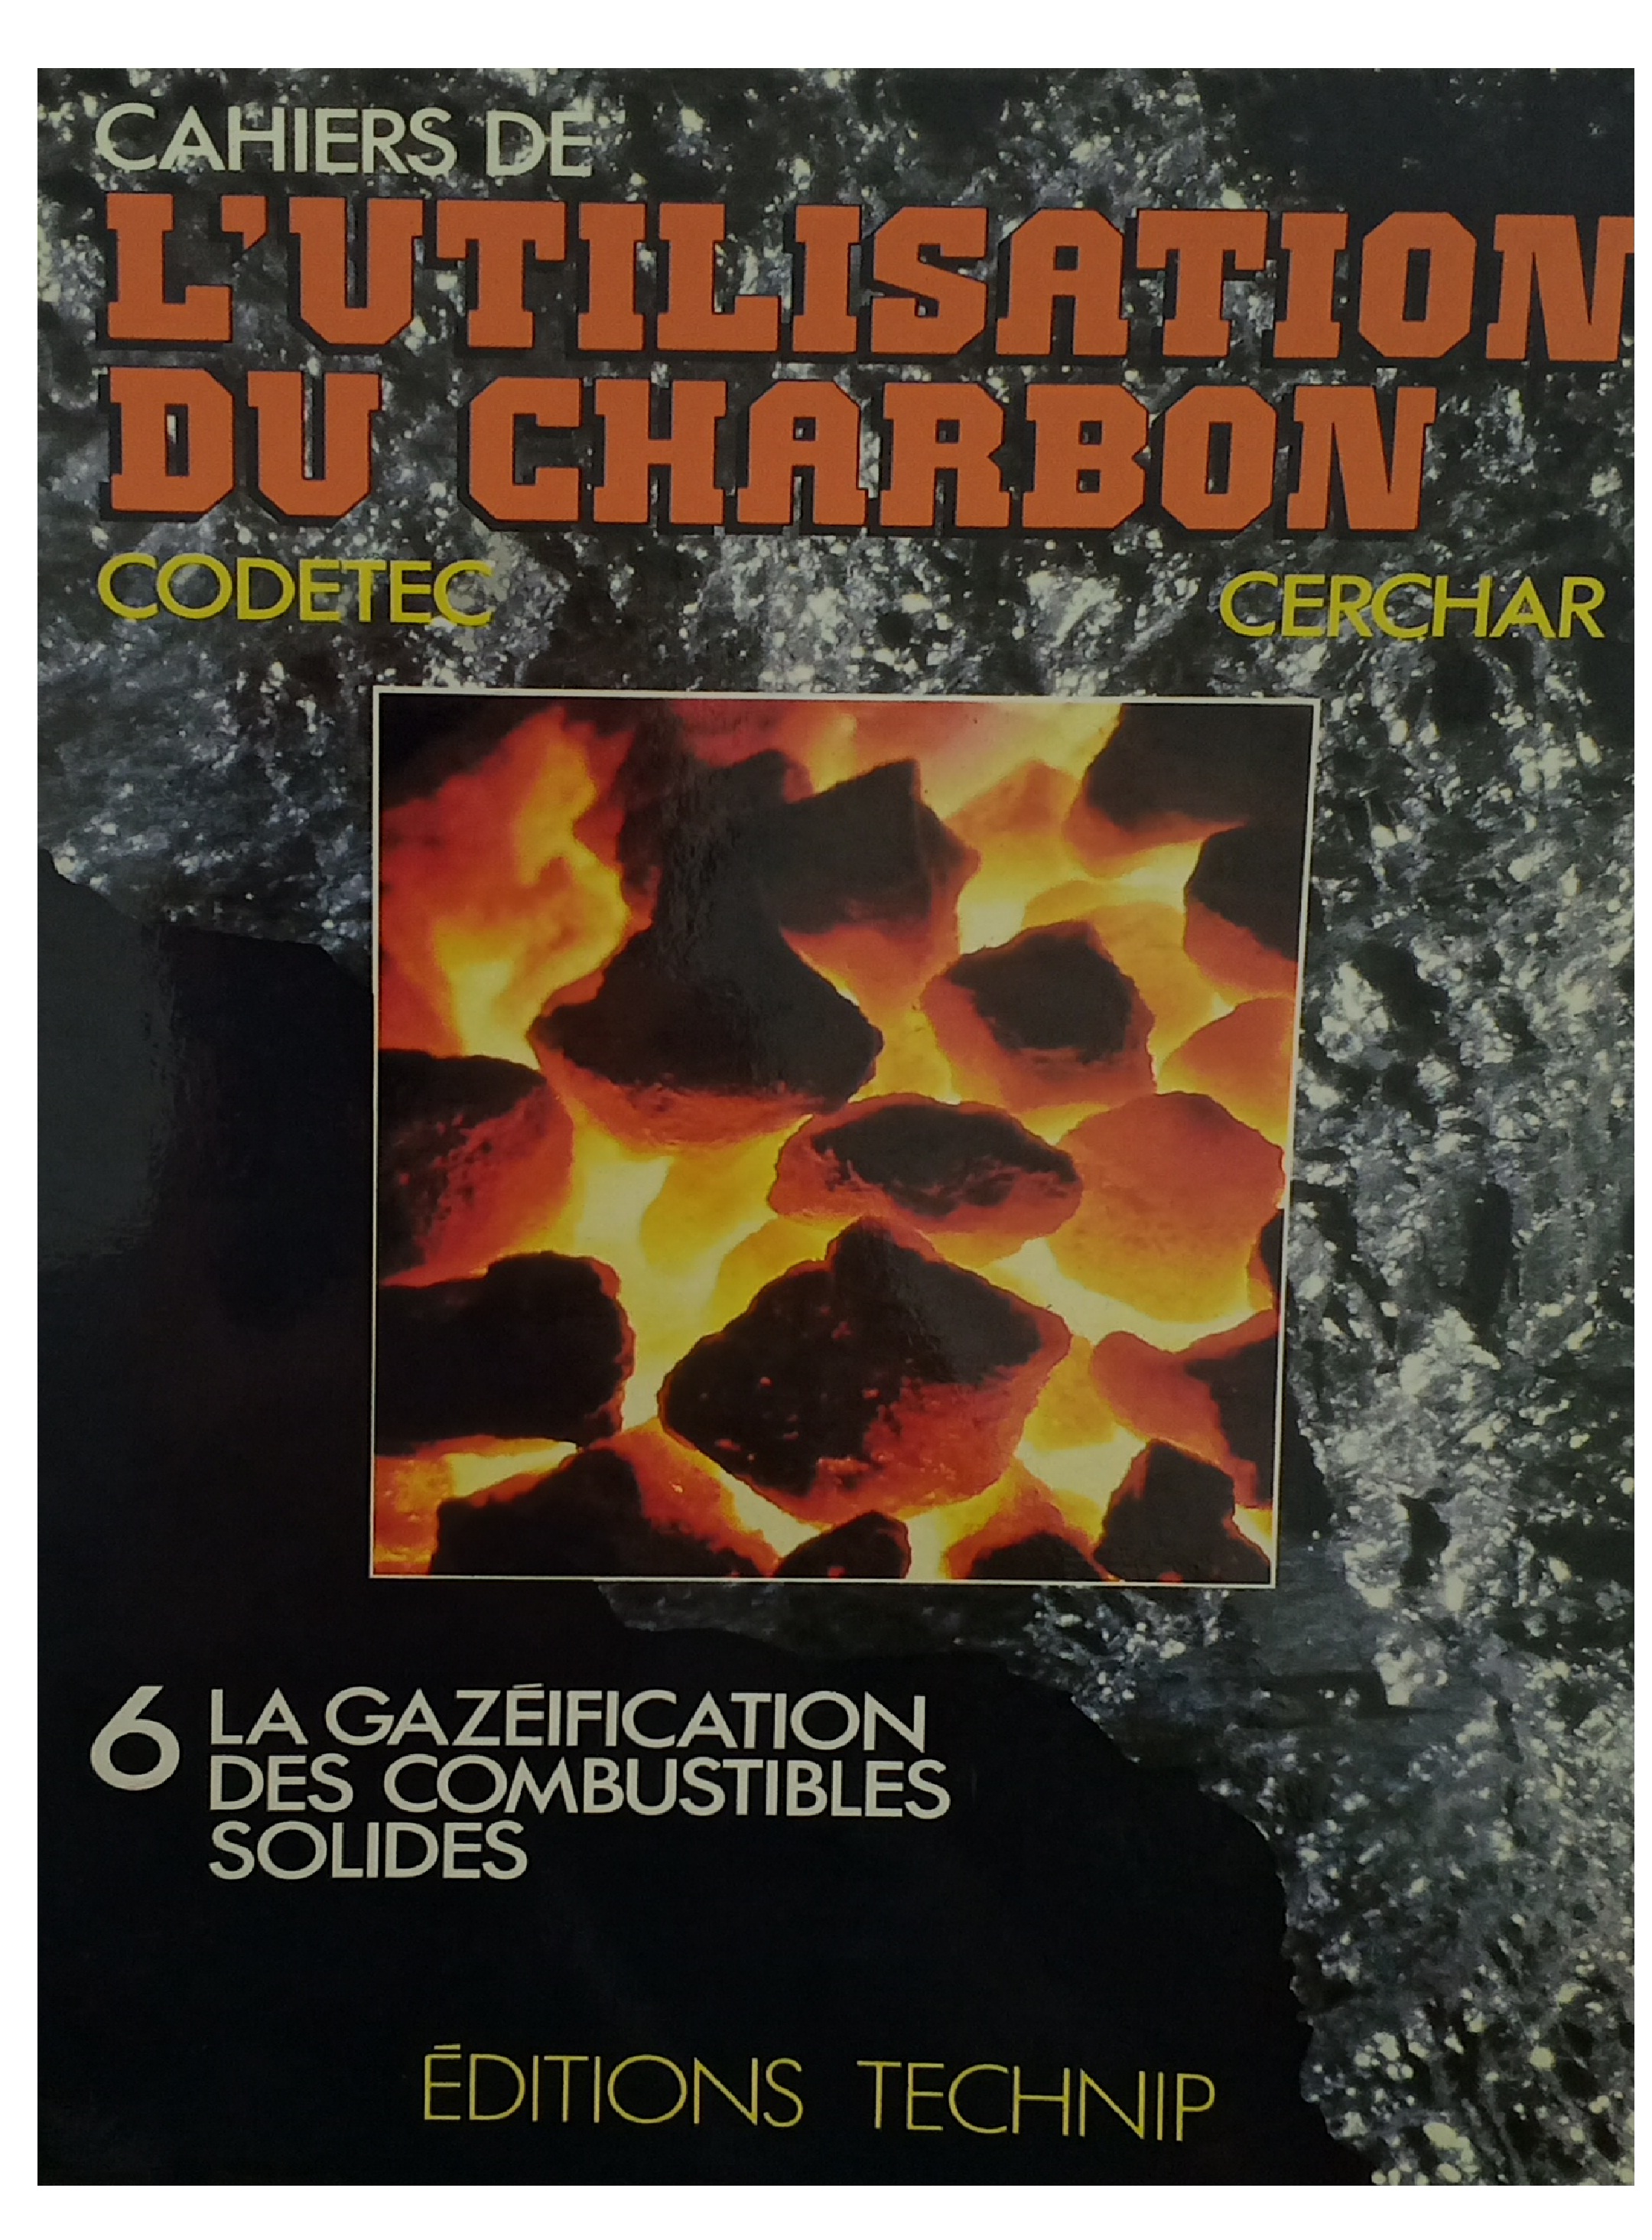 CAHIERS DE
L'UTILISATION
DU CHARBON
CODETEC CERCHAR
6 LA GAZÉIFICATION
DES COMBUSTIBLES
SOLIDES
ÉDITIONS TECHNIP